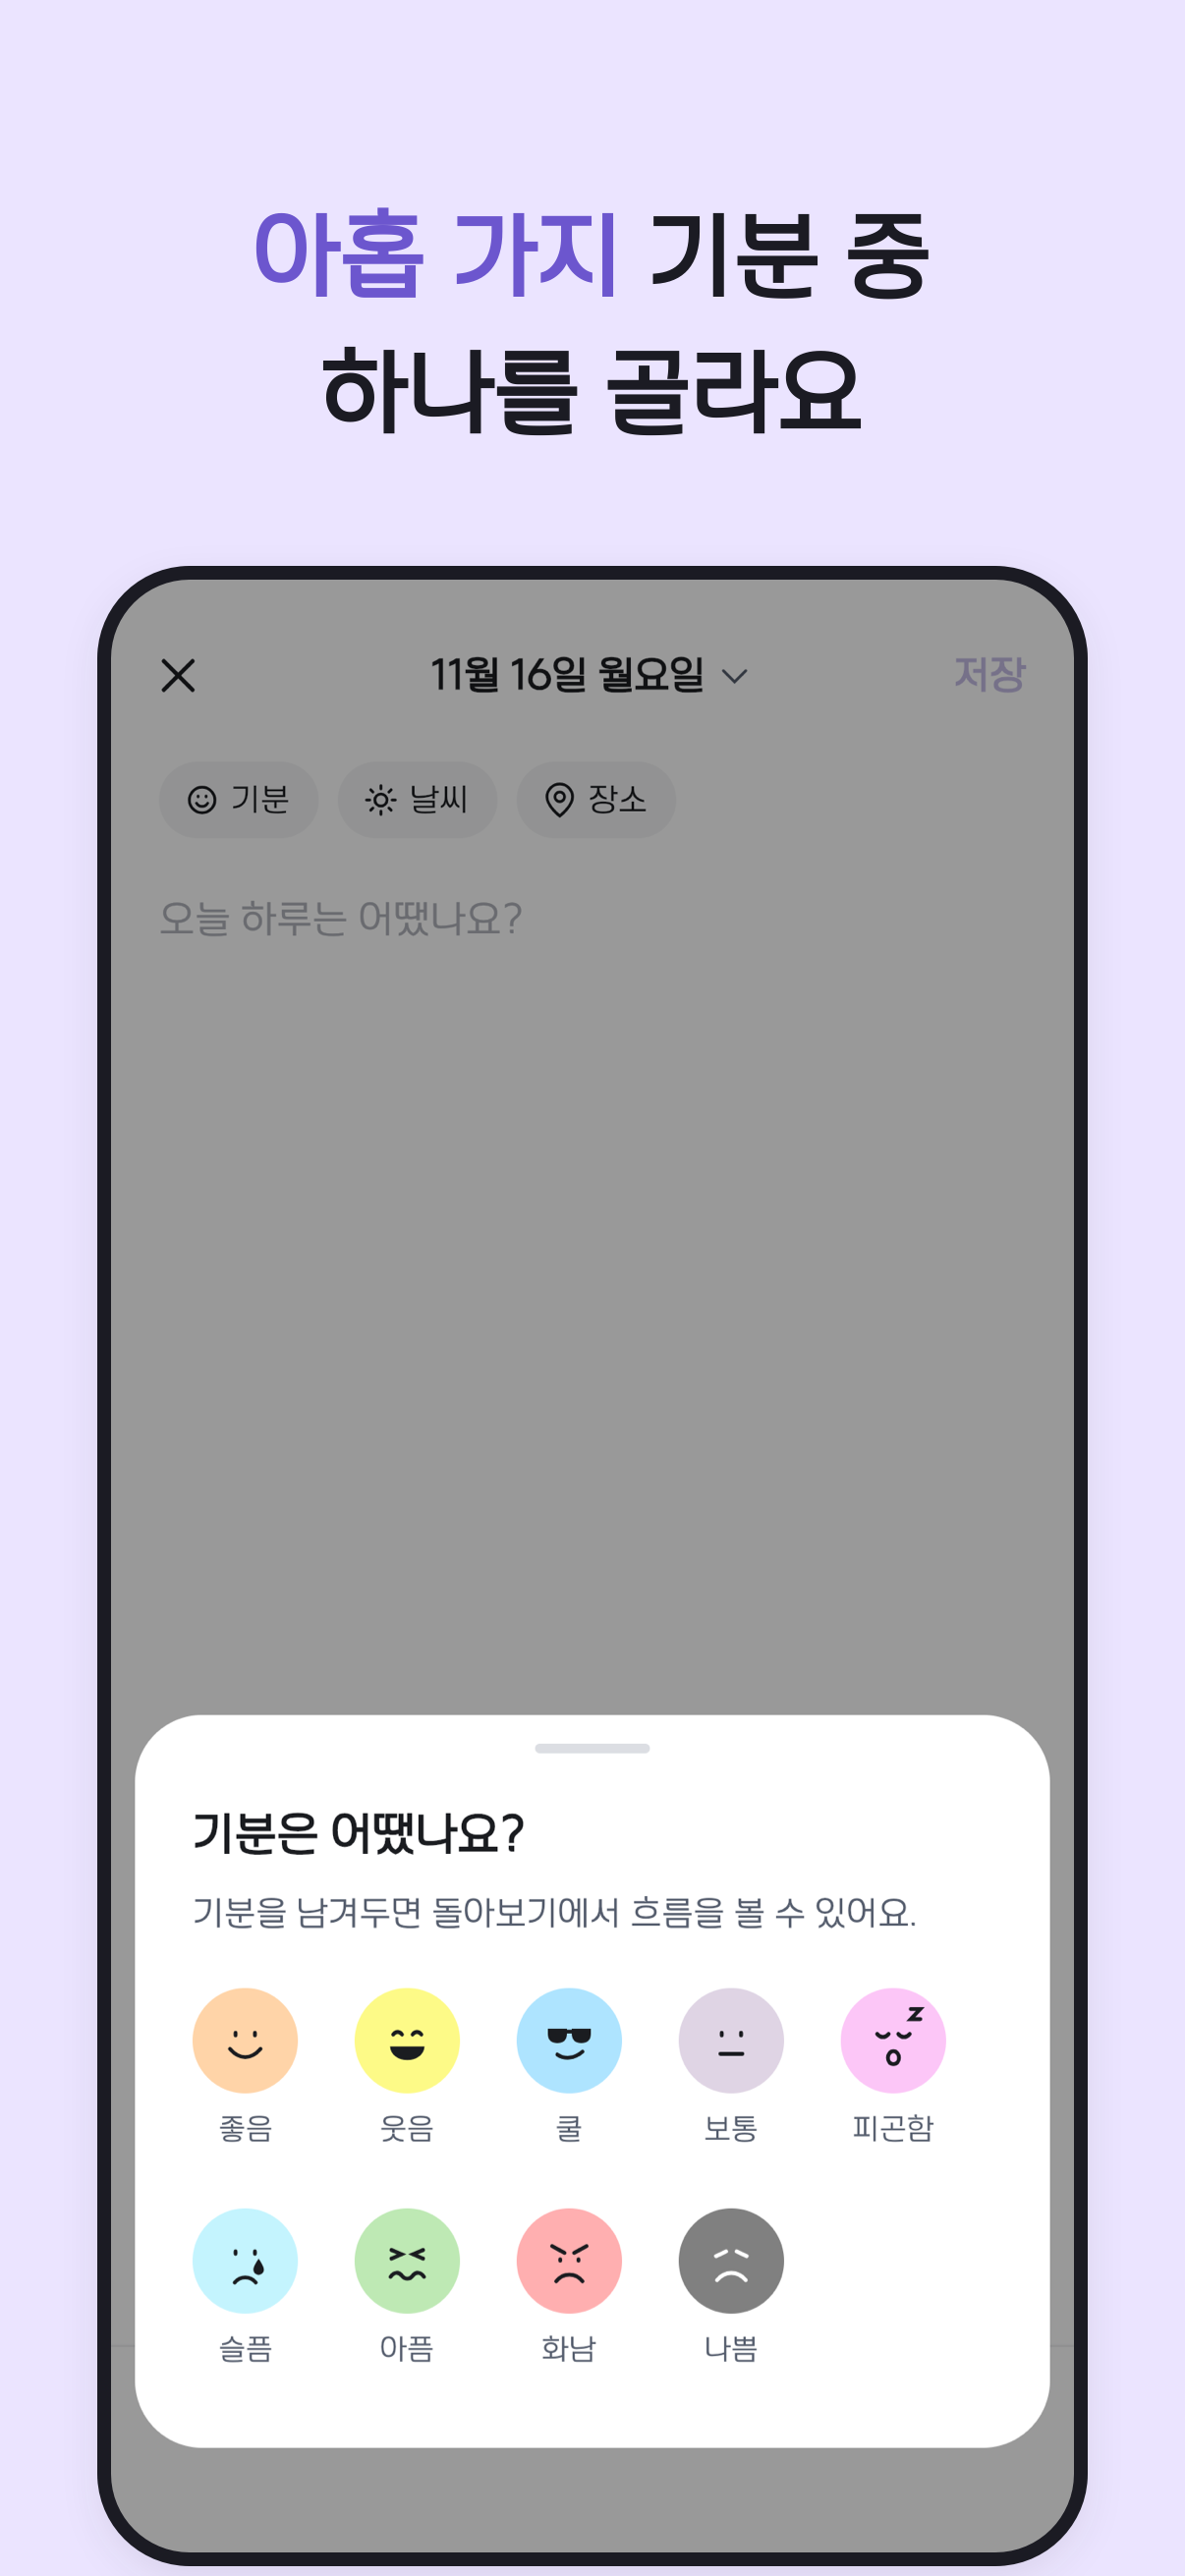 아홉 가지 기분 중
하나를 골라요
11월 16일 월요일
저장
기분
날씨
장소
오늘 하루는 어땠나요?
기분은 어땠나요?
기분을 남겨두면 돌아보기에서 흐름을 볼 수 있어요.
좋음
웃음
쿨
보통
피곤함
슬픔
아픔
화남
나쁨